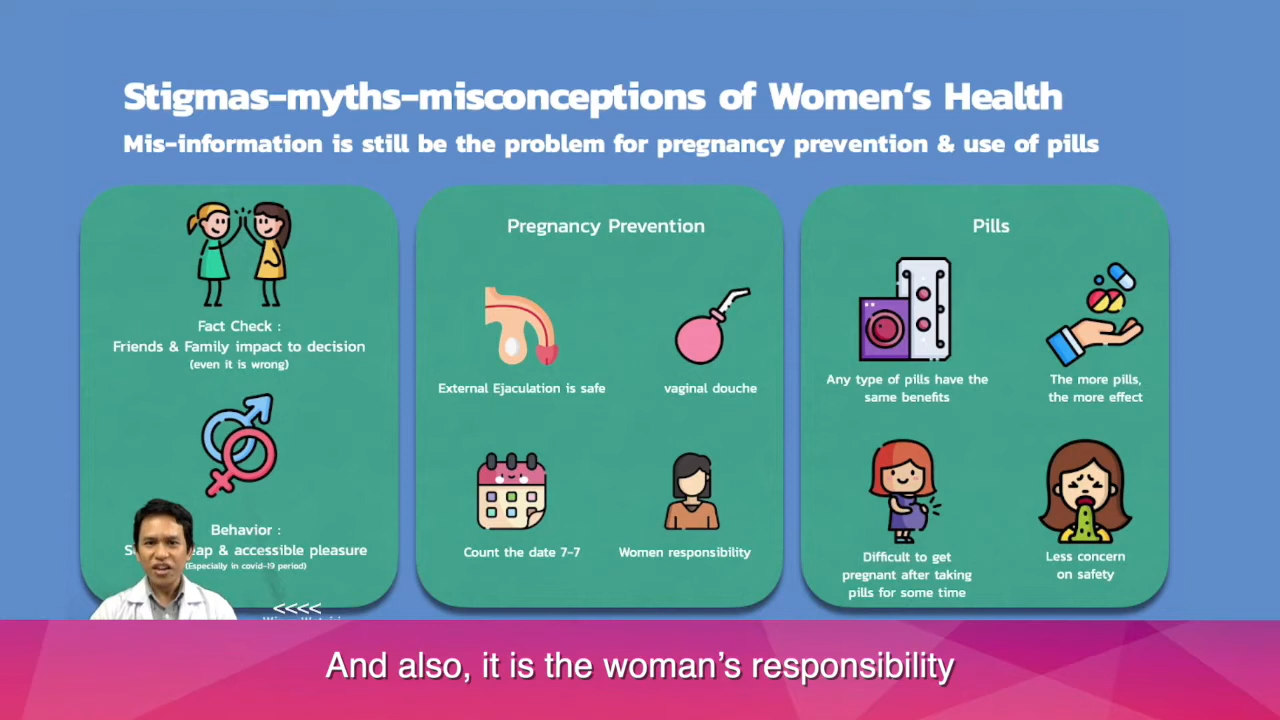 Stigmas-myths-misconceptions of Women's Health
Mis-information is still be the problem for pregnancy prevention & use of pills
Fact Check :
Friends & Family impact to decision
(even it is wrong)
Behavior :
& accessible pleasure
(Especially in covid-19 period)
<<<<
Pregnancy Prevention
External Ejaculation is safe
vaginal douche
Count the date 7-7
Women responsibility
Pills
Any type of pills have the
same benefits
The more pills,
the more effect
Difficult to get
pregnant after taking
pills for some time
Less concern
on safety
And also, it is the woman's responsibility